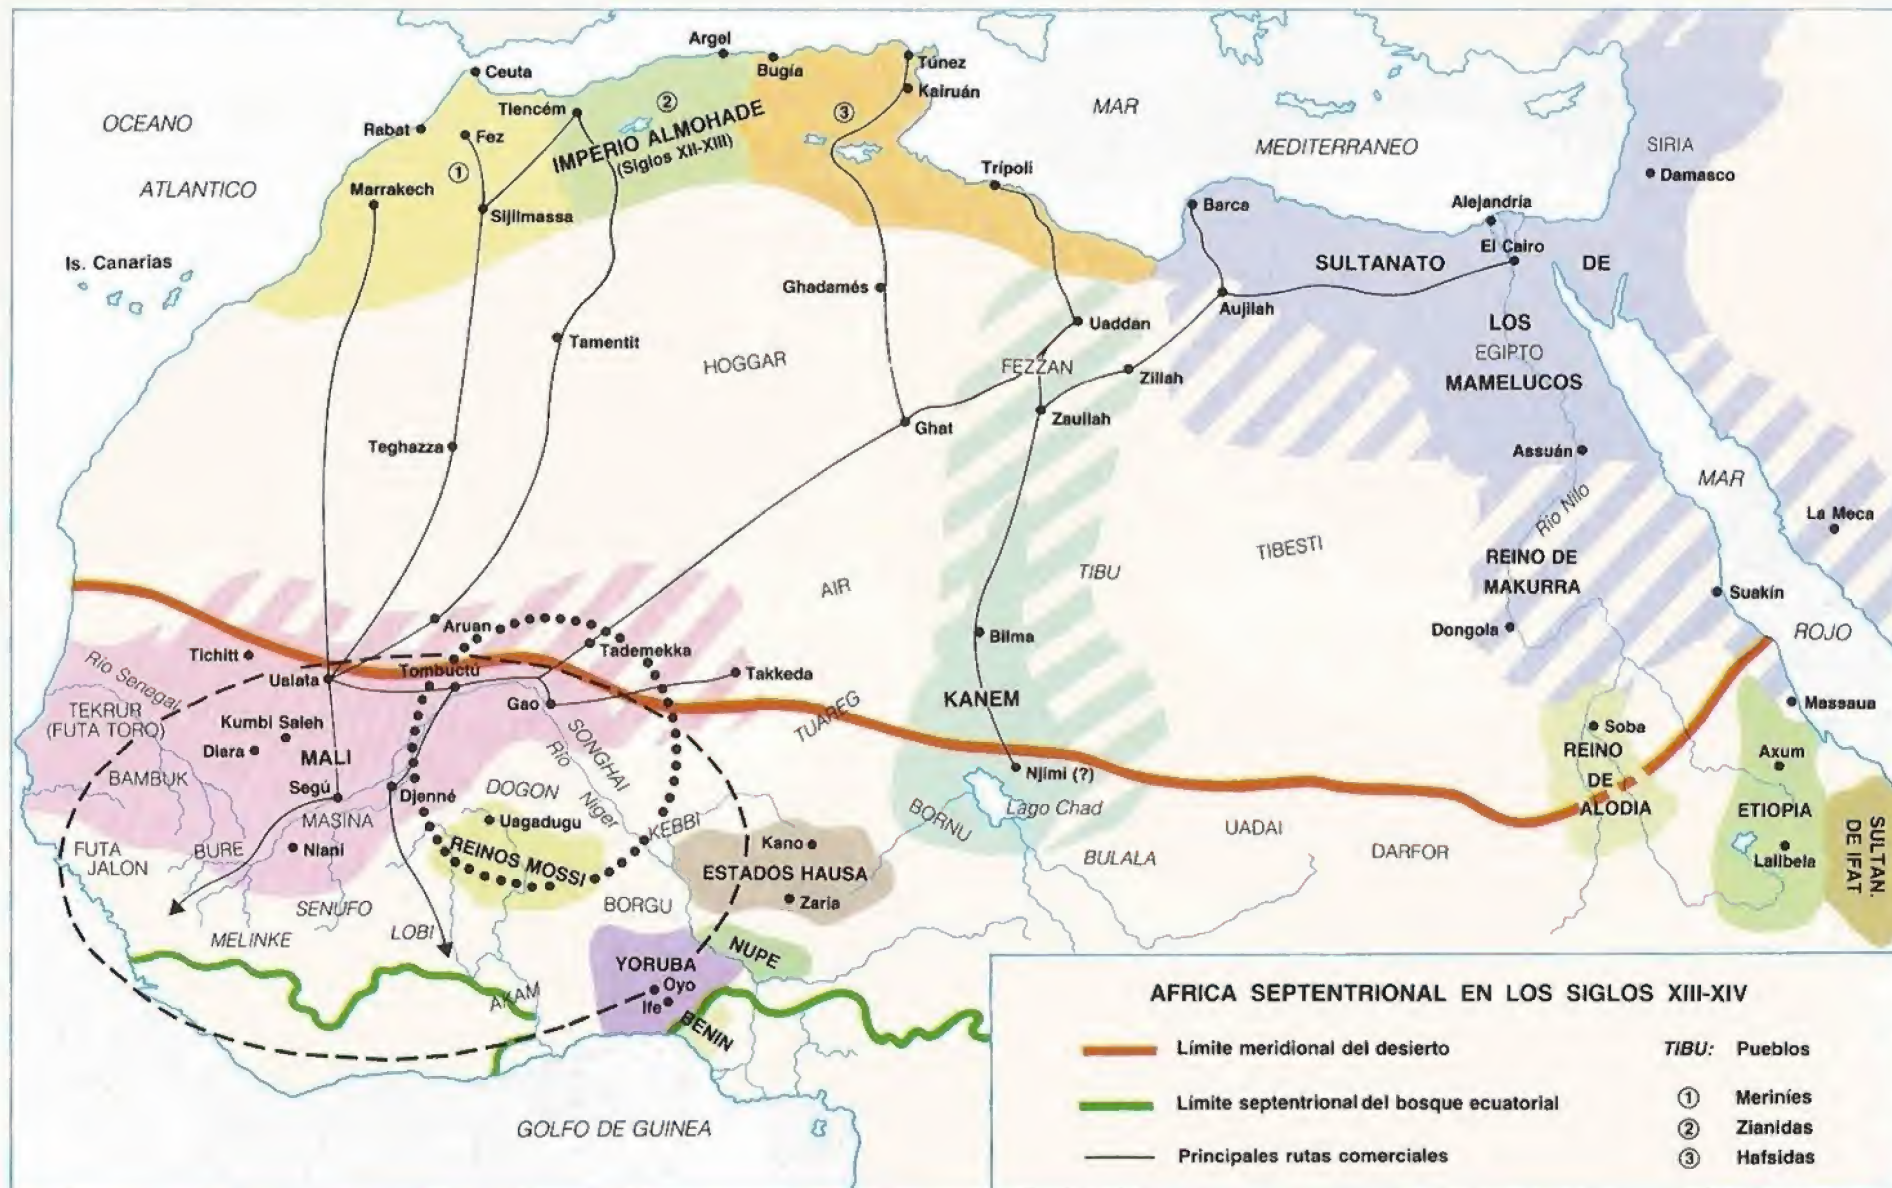 Argel
Bugía
Túnez
Kairuán
Ceuta
Tlencém
②
③
IMPERIO ALMOHADE
(Siglos XII-XIII)
OCEANO
ATLANTICO
Rabat
Fez
①
Marrakech
Sijilmassa
MAR
MEDITERRANEO
SIRIA
Damasco
Trípoli
Barca
Alejandría
El Cairo
Is. Canarias
SULTANATO
DE
LOS
EGIPTO
MAMELUCOS
Ghadamés
Aujilah
Uaddan
Tamentit
HOGGAR
FEZZAN
Zillah
Zauilah
Ghat
Teghazza
Assuán
MAR
ROJO
La Meca
Río Nilo
TIBESTI
REINO DE
MAKURRA
Suakín
Dongola
AIR
TIBU
Bilma
Aruan
Tademekka
Takkeda
Tichitt
Río Senegal
Ualata
Tombuctú
Gao
TEKRUR
(FUTA TORO)
Kumbi Saleh
Diara
MALI
SONGHAI
Río
Niger
TUAREG
KANEM
Massaua
Soba
REINO
DE
ALODIA
Axum
ETIOPIA
Lalibela
SULTAN.
DE IFAT
BAMBUK
Segú
MASINA
Djenné
DOGON
Uagadugu
REINOS MOSSI
KEBBI
Njimi (?)
Lago Chad
BORNU
BULALA
UADAI
DARFOR
FUTA
JALON
BURE
Niani
Kano
ESTADOS HAUSA
Zaria
SENUFO
MELINKE
LOBI
BORGU
NUPE
YORUBA
Oyo
Ife
AKAM
BENIN
GOLFO DE GUINEA
AFRICA SEPTENTRIONAL EN LOS SIGLOS XIII-XIV
Límite meridional del desierto
Límite septentrional del bosque ecuatorial
Principales rutas comerciales
TIBU: Pueblos
① Meriníes
② Zianidas
③ Hafsidas